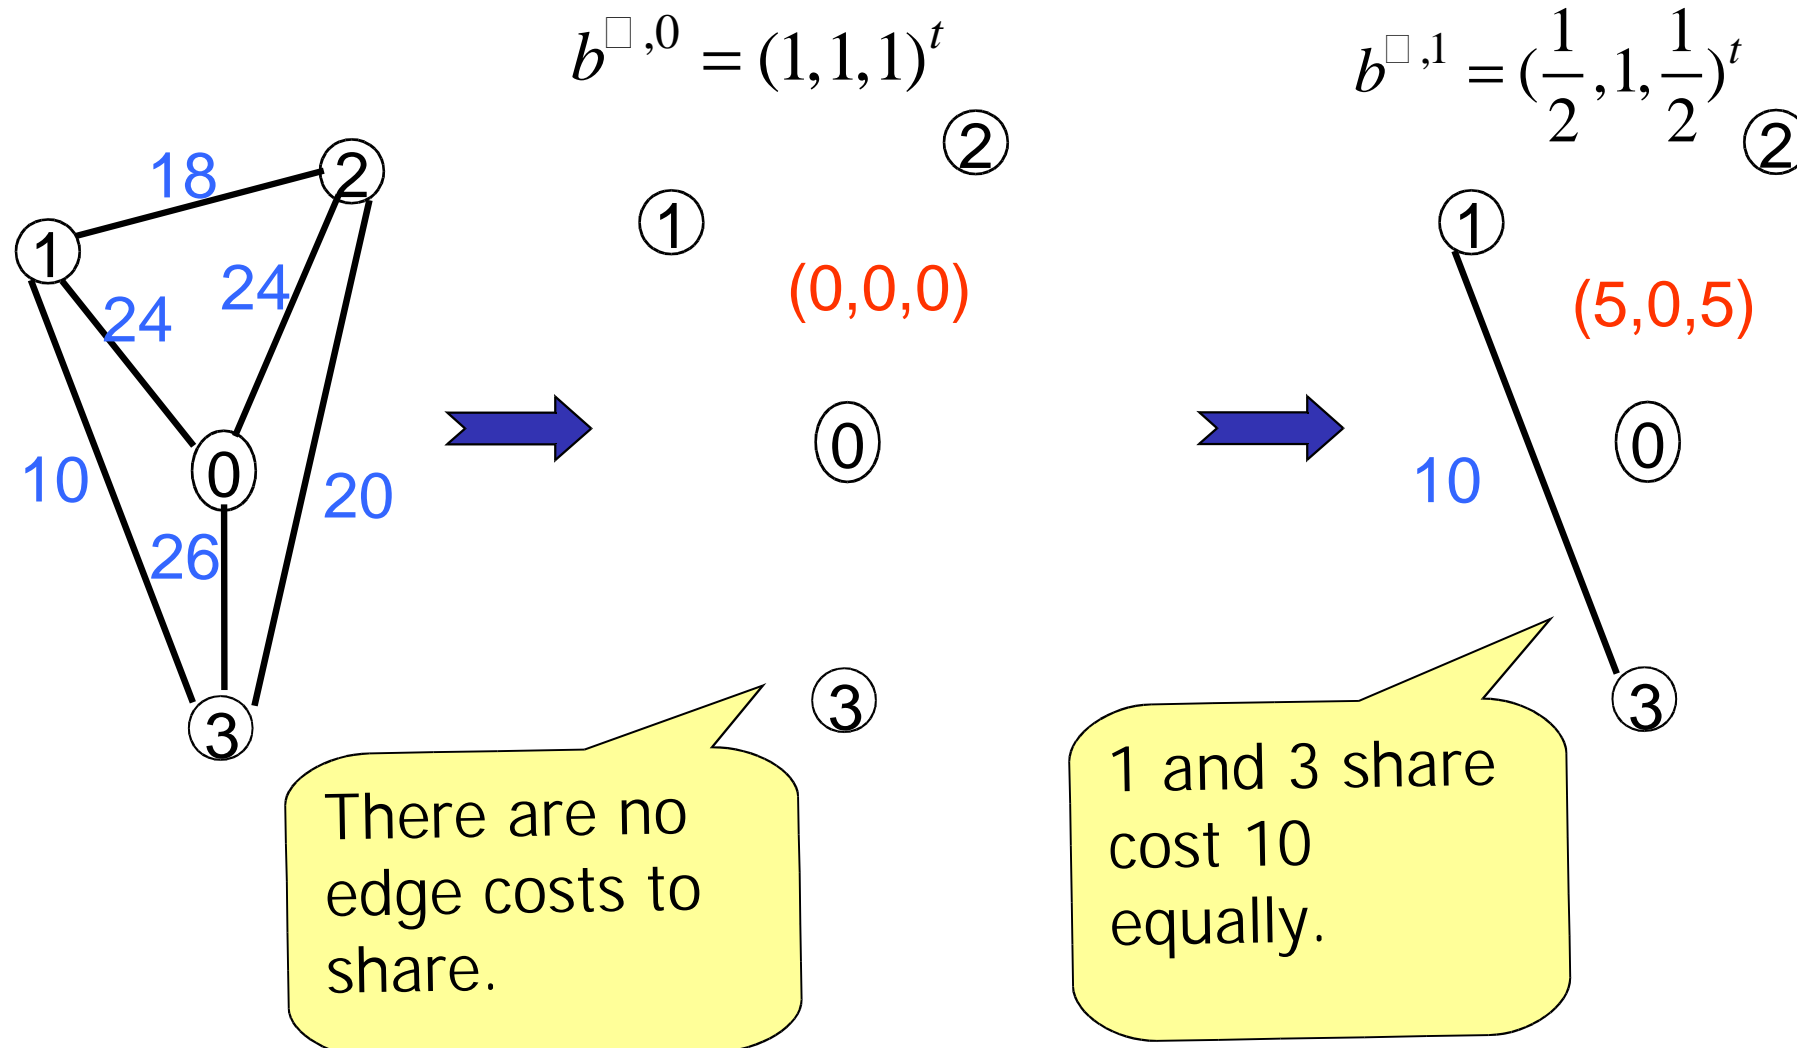 b^{□,0} = (1,1,1)^t
b^{□,1} = (\frac{1}{2},1,\frac{1}{2})^t
18
2
1
24
24
0
10
20
26
3
2
1
(0,0,0)
0
3
2
1
(5,0,5)
0
10
3
There are no
edge costs to
share.
1 and 3 share
cost 10
equally.